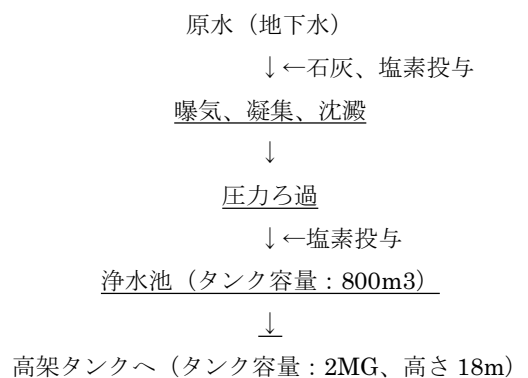 原水（地下水）
↓←石灰、塩素投与
曝気、凝集、沈澱
↓
圧力ろ過
↓←塩素投与
浄水池（タンク容量：800m3）
↓
高架タンクへ（タンク容量：2MG、高さ 18m）